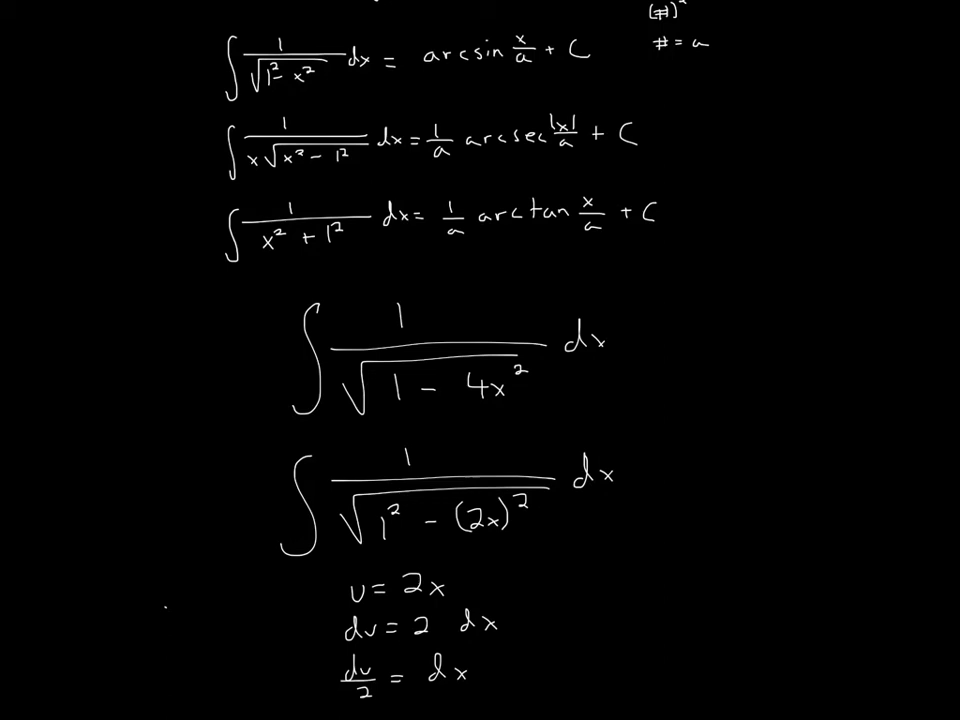 (#)²
# = a
∫ 1/√(1² - x²) dx = arcsin x/a + C
∫ 1/(x√(x² - 1²)) dx = 1/a arcsec |x|/a + C
∫ 1/(x² + 1²) dx = 1/a arctan x/a + C
∫ 1/√(1 - 4x²) dx
∫ 1/√(1² - (2x)²) dx
u = 2x
du = 2 dx
du/2 = dx